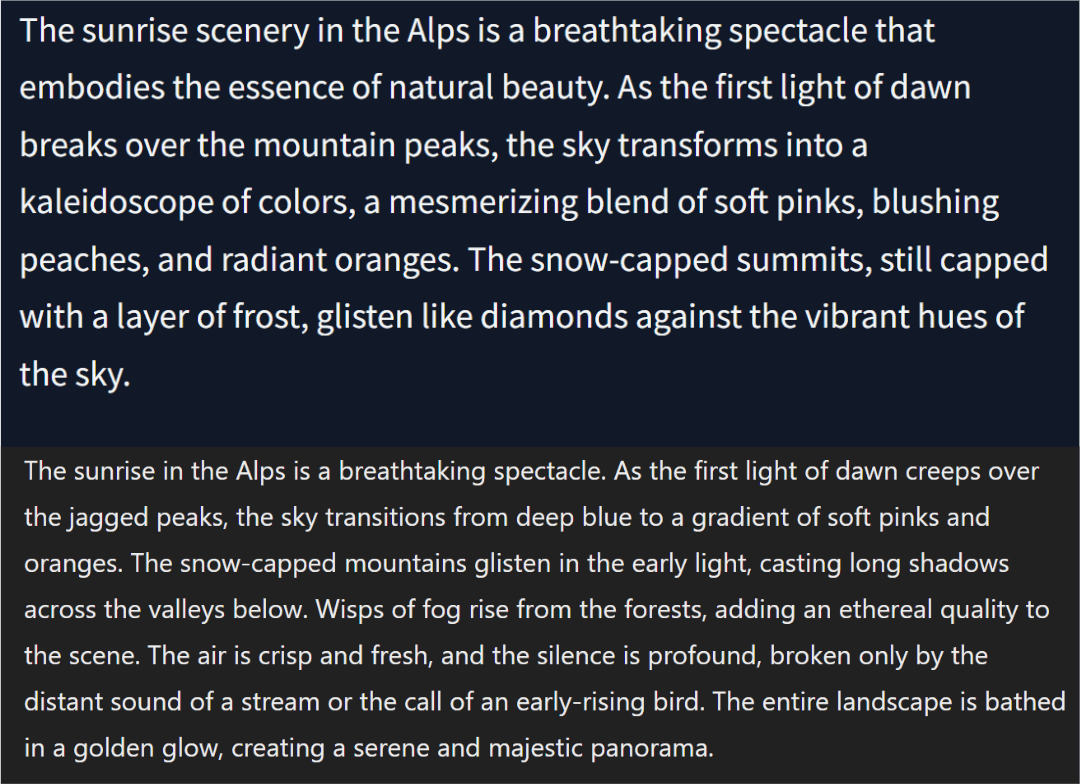 The sunrise scenery in the Alps is a breathtaking spectacle that
embodies the essence of natural beauty. As the first light of dawn
breaks over the mountain peaks, the sky transforms into a
kaleidoscope of colors, a mesmerizing blend of soft pinks, blushing
peaches, and radiant oranges. The snow-capped summits, still capped
with a layer of frost, glisten like diamonds against the vibrant hues of
the sky.
The sunrise in the Alps is a breathtaking spectacle. As the first light of dawn creeps over
the jagged peaks, the sky transitions from deep blue to a gradient of soft pinks and
oranges. The snow-capped mountains glisten in the early light, casting long shadows
across the valleys below. Wisps of fog rise from the forests, adding an ethereal quality to
the scene. The air is crisp and fresh, and the silence is profound, broken only by the
distant sound of a stream or the call of an early-rising bird. The entire landscape is bathed
in a golden glow, creating a serene and majestic panorama.